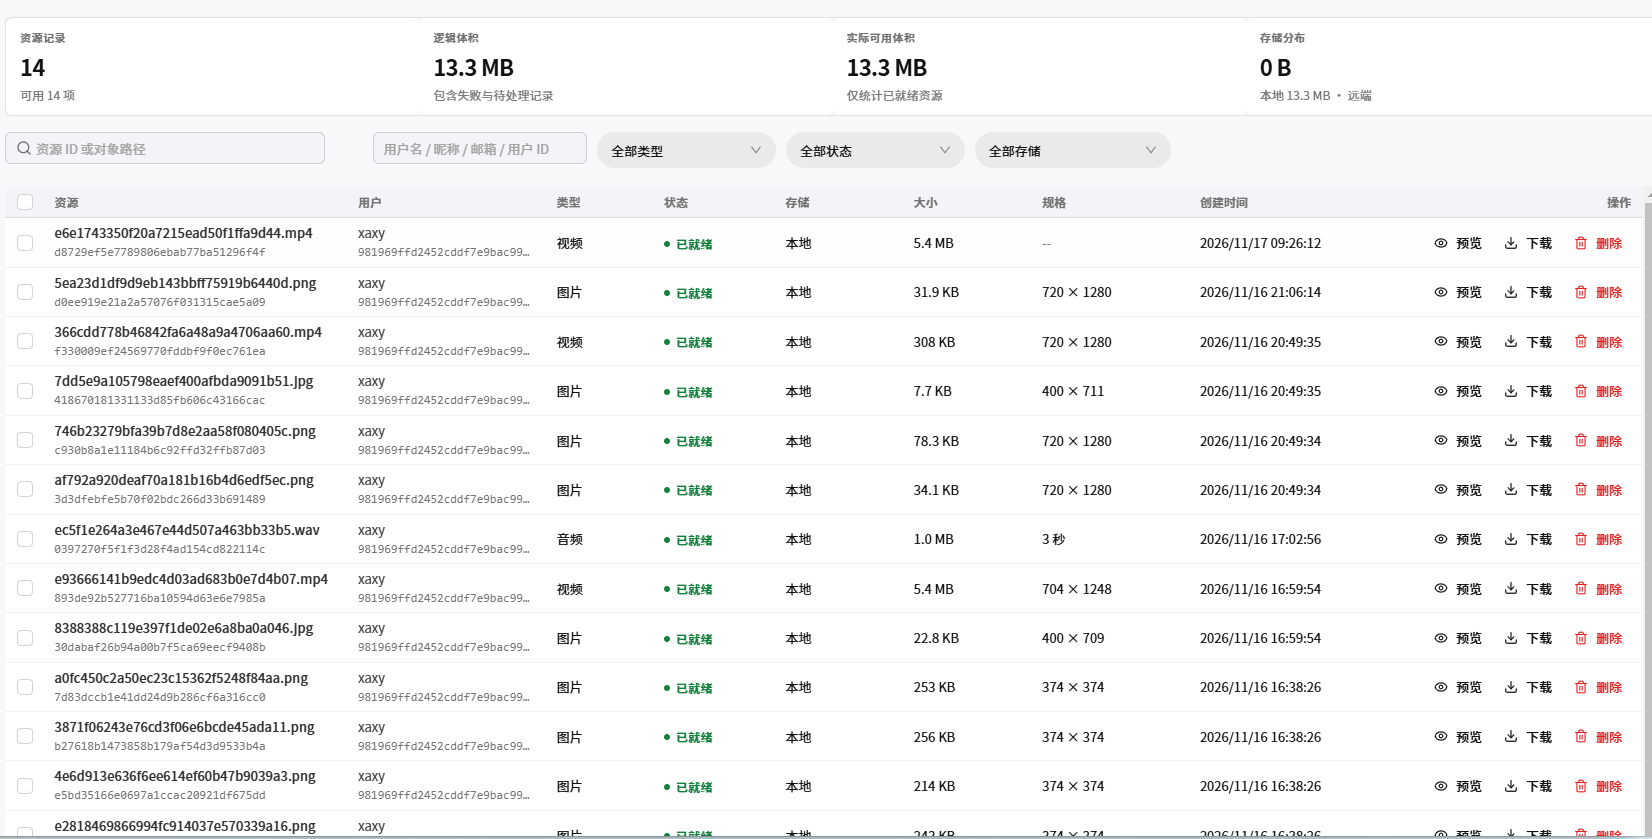 资源记录
14
可用 14 项
逻辑体积
13.3 MB
包含失败与待处理记录
实际可用体积
13.3 MB
仅统计已就绪资源
存储分布
0 B
本地 13.3 MB · 远端
资源 ID 或对象路径
用户名 / 昵称 / 邮箱 / 用户 ID
全部类型
全部状态
全部存储
资源 用户 类型 状态 存储 大小 规格 创建时间 操作
e6e1743350f20a7215ead50f1ffa9d44.mp4 xaxy
d8729ef5e7789806ebab77ba51296f4f 981969ffd2452cddf7e9bac99… 视频 已就绪 本地 5.4 MB -- 2026/11/17 09:26:12 预览 下载 删除
5ea23d1df9d9eb143bbff75919b6440d.png xaxy
d0ee919e21a2a57076f031315cae5a09 981969ffd2452cddf7e9bac99… 图片 已就绪 本地 31.9 KB 720 × 1280 2026/11/16 21:06:14 预览 下载 删除
366cdd778b46842fa6a48a9a4706aa60.mp4 xaxy
f330009ef24569770fddbf9f0ec761ea 981969ffd2452cddf7e9bac99… 视频 已就绪 本地 308 KB 720 × 1280 2026/11/16 20:49:35 预览 下载 删除
7dd5e9a105798eaef400afbda9091b51.jpg xaxy
418670181331133d85fb606c43166cac 981969ffd2452cddf7e9bac99… 图片 已就绪 本地 7.7 KB 400 × 711 2026/11/16 20:49:35 预览 下载 删除
746b23279bfa39b7d8e2aa58f080405c.png xaxy
c930b8a1e11184b6c92ffd32ffb87d03 981969ffd2452cddf7e9bac99… 图片 已就绪 本地 78.3 KB 720 × 1280 2026/11/16 20:49:34 预览 下载 删除
af792a920deaf70a181b16b4d6edf5ec.png xaxy
3d3dfebfe5b70f02bdc266d33b691489 981969ffd2452cddf7e9bac99… 图片 已就绪 本地 34.1 KB 720 × 1280 2026/11/16 20:49:34 预览 下载 删除
ec5f1e264a3e467e44d507a463bb33b5.wav xaxy
0397270f5f1f3d28f4ad154cd822114c 981969ffd2452cddf7e9bac99… 音频 已就绪 本地 1.0 MB 3 秒 2026/11/16 17:02:56 预览 下载 删除
e93666141b9edc4d03ad683b0e7d4b07.mp4 xaxy
893de92b527716ba10594d63e6e7985a 981969ffd2452cddf7e9bac99… 视频 已就绪 本地 5.4 MB 704 × 1248 2026/11/16 16:59:54 预览 下载 删除
8388388c119e397f1de02e6a8ba0a046.jpg xaxy
30dabaf26b94a00b7f5ca69eecf9408b 981969ffd2452cddf7e9bac99… 图片 已就绪 本地 22.8 KB 400 × 709 2026/11/16 16:59:54 预览 下载 删除
a0fc450c2a50ec23c15362f5248f84aa.png xaxy
7d83dccb1e41dd24d9b286cf6a316cc0 981969ffd2452cddf7e9bac99… 图片 已就绪 本地 253 KB 374 × 374 2026/11/16 16:38:26 预览 下载 删除
3871f06243e76cd3f06e6bcde45ada11.png xaxy
b27618b1473858b179af54d3d9533b4a 981969ffd2452cddf7e9bac99… 图片 已就绪 本地 256 KB 374 × 374 2026/11/16 16:38:26 预览 下载 删除
4e6d913e636f6ee614ef60b47b9039a3.png xaxy
e5bd35166e0697a1ccac20921df675dd 981969ffd2452cddf7e9bac99… 图片 已就绪 本地 214 KB 374 × 374 2026/11/16 16:38:26 预览 下载 删除
e2818469866994fc914037e570339a16.png xaxy